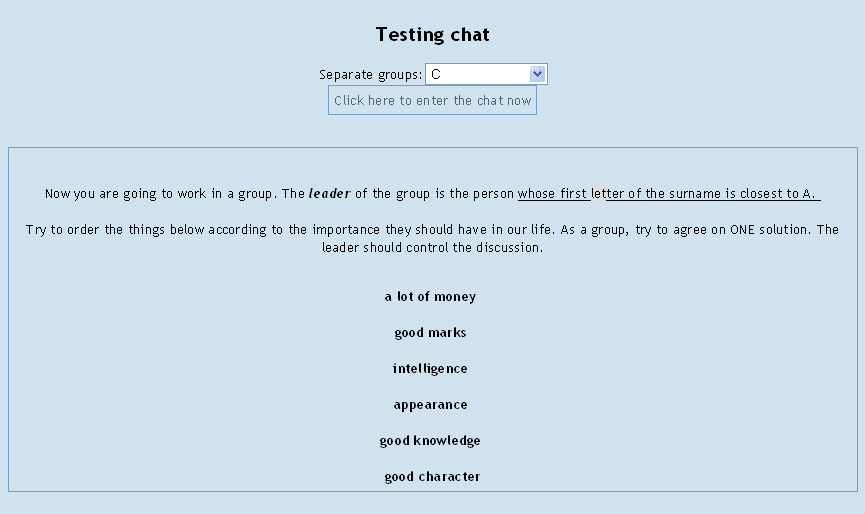 Testing chat
Separate groups: C
Click here to enter the chat now
Now you are going to work in a group. The leader of the group is the person whose first letter of the surname is closest to A.
Try to order the things below according to the importance they should have in our life. As a group, try to agree on ONE solution. The
leader should control the discussion.
a lot of money
good marks
intelligence
appearance
good knowledge
good character